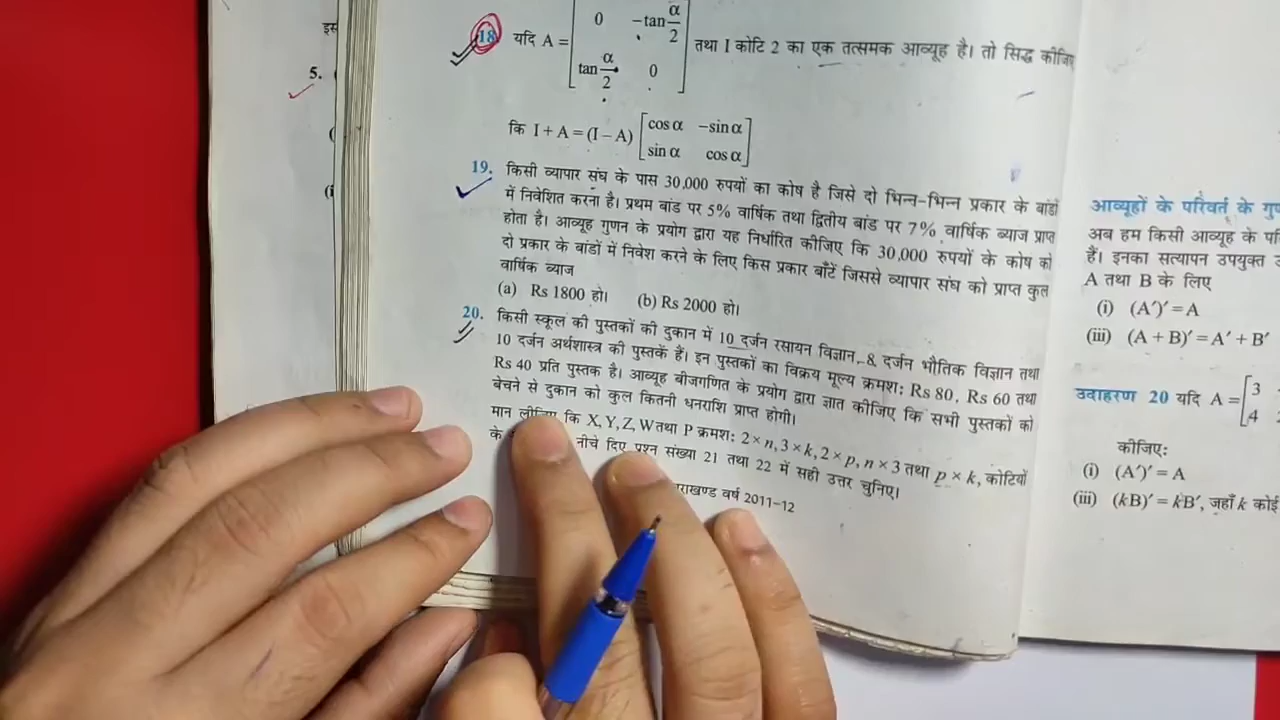 इस
5.
(
(i
18. यदि A = [ 0 -tan α/2
tan α/2 0 ] तथा I कोटि 2 का एक तत्समक आव्यूह है। तो सिद्ध कीजिए
कि I + A = (I – A) [ cos α -sin α
sin α cos α ]
19. किसी व्यापार संघ के पास 30,000 रुपयों का कोष है जिसे दो भिन्न-भिन्न प्रकार के बांडों
में निवेशित करना है। प्रथम बांड पर 5% वार्षिक तथा द्वितीय बांड पर 7% वार्षिक ब्याज प्राप्त
होता है। आव्यूह गुणन के प्रयोग द्वारा यह निर्धारित कीजिए कि 30,000 रुपयों के कोष को
दो प्रकार के बांडों में निवेश करने के लिए किस प्रकार बाँटें जिससे व्यापार संघ को प्राप्त कुल
वार्षिक ब्याज
(a) Rs 1800 हो। (b) Rs 2000 हो।
20. किसी स्कूल की पुस्तकों की दुकान में 10 दर्जन रसायन विज्ञान, 8 दर्जन भौतिक विज्ञान तथा
10 दर्जन अर्थशास्त्र की पुस्तकें हैं। इन पुस्तकों का विक्रय मूल्य क्रमश: Rs 80, Rs 60 तथा
Rs 40 प्रति पुस्तक है। आव्यूह बीजगणित के प्रयोग द्वारा ज्ञात कीजिए कि सभी पुस्तकों को
बेचने से दुकान को कुल कितनी धनराशि प्राप्त होगी।
मान लीजिए कि X, Y, Z, W तथा P क्रमश: 2 × n, 3 × k, 2 × p, n × 3 तथा p × k, कोटियों
के नीचे दिए प्रश्न संख्या 21 तथा 22 में सही उत्तर चुनिए।
वर्ष 2011-12
आव्यूहों के परिवर्त के
अब हम किसी आव्यूह के
हैं। इनका सत्यापन उपयुक्त
A तथा B के लिए
(i) (A′)′ = A
(iii) (A + B)′ = A′ + B′
उदाहरण 20 यदि A = [ 3
4
कीजिए:
(i) (A′)′ = A
(iii) (kB)′ = kB′, जहाँ k कोई